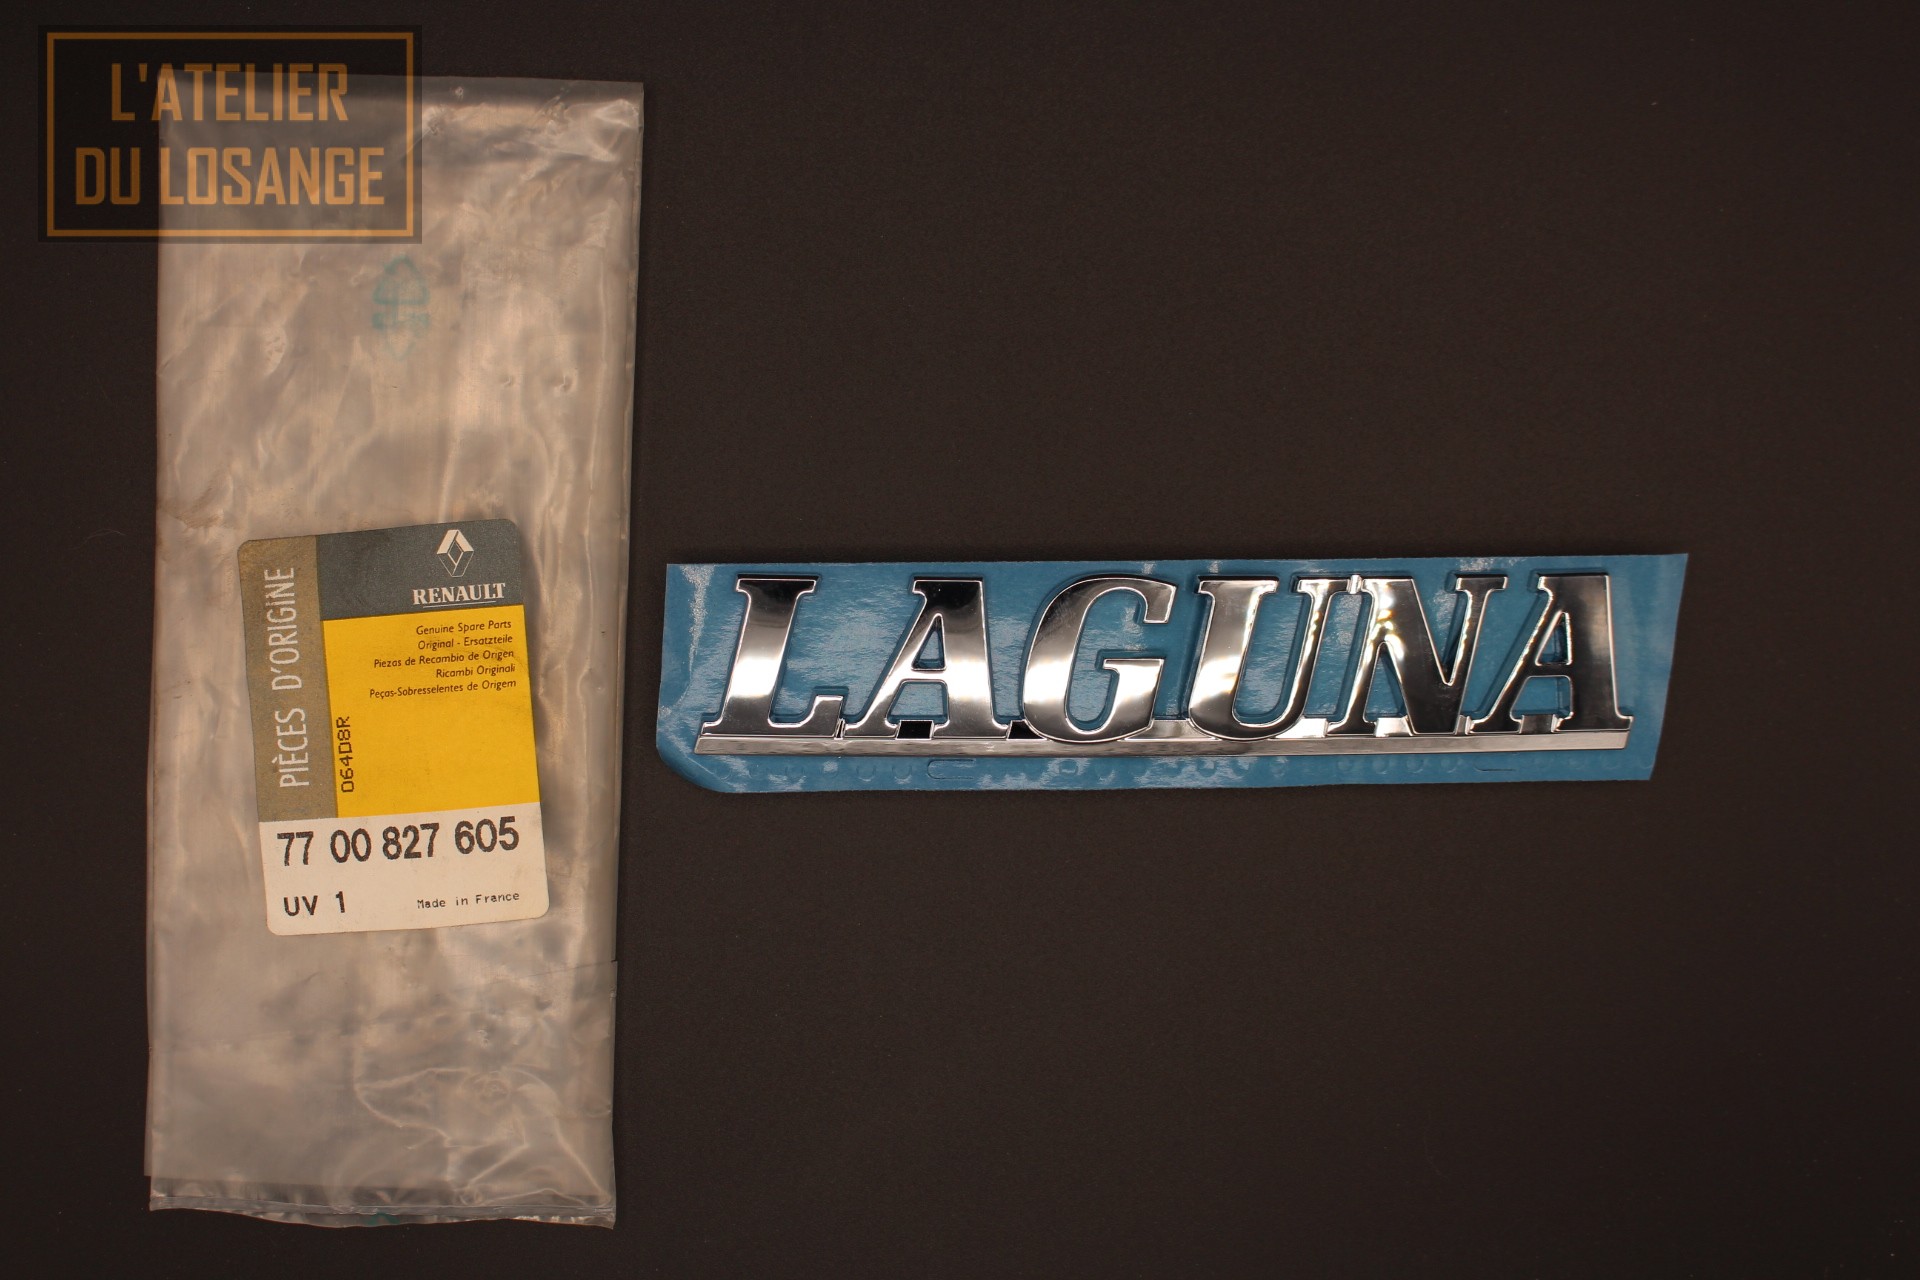 L'ATELIER
DU LOSANGE
PIÈCES D'ORIGINE
RENAULT
Genuine Spare Parts
Original - Ersatzteile
Piezas de Recambio de Origen
Ricambi Originali
Peças-Sobresselentes de Origem
D64D8R
77 00 827 605
UV 1
Made in France
LAGUNA